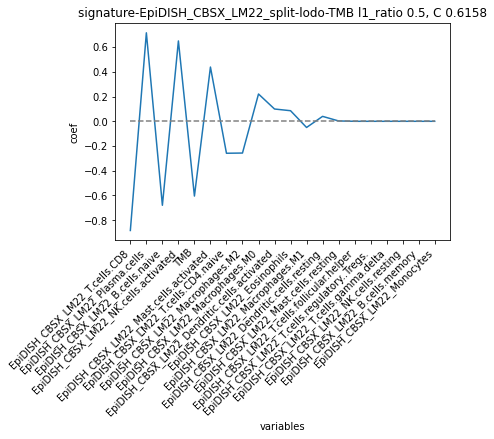 signature-EpiDISH_CBSX_LM22_split-lodo-TMB l1_ratio 0.5, C 0.6158
coef
0.6
0.4
0.2
0.0
−0.2
−0.4
−0.6
−0.8
EpiDISH_CBSX_LM22_T.cells.CD8
EpiDISH_CBSX_LM22_Plasma.cells
EpiDISH_CBSX_LM22_B.cells.naive
EpiDISH_CBSX_LM22_NK.cells.activated
TMB
EpiDISH_CBSX_LM22_Mast.cells.activated
EpiDISH_CBSX_LM22_T.cells.CD4.naive
EpiDISH_CBSX_LM22_Macrophages.M2
EpiDISH_CBSX_LM22_Macrophages.M0
EpiDISH_CBSX_LM22_Dendritic.cells.activated
EpiDISH_CBSX_LM22_Eosinophils
EpiDISH_CBSX_LM22_Macrophages.M1
EpiDISH_CBSX_LM22_Dendritic.cells.resting
EpiDISH_CBSX_LM22_Mast.cells.resting
EpiDISH_CBSX_LM22_T.cells.follicular.helper
EpiDISH_CBSX_LM22_T.cells.regulatory..Tregs.
EpiDISH_CBSX_LM22_T.cells.gamma.delta
EpiDISH_CBSX_LM22_NK.cells.resting
EpiDISH_CBSX_LM22_B.cells.memory
EpiDISH_CBSX_LM22_Monocytes
variables